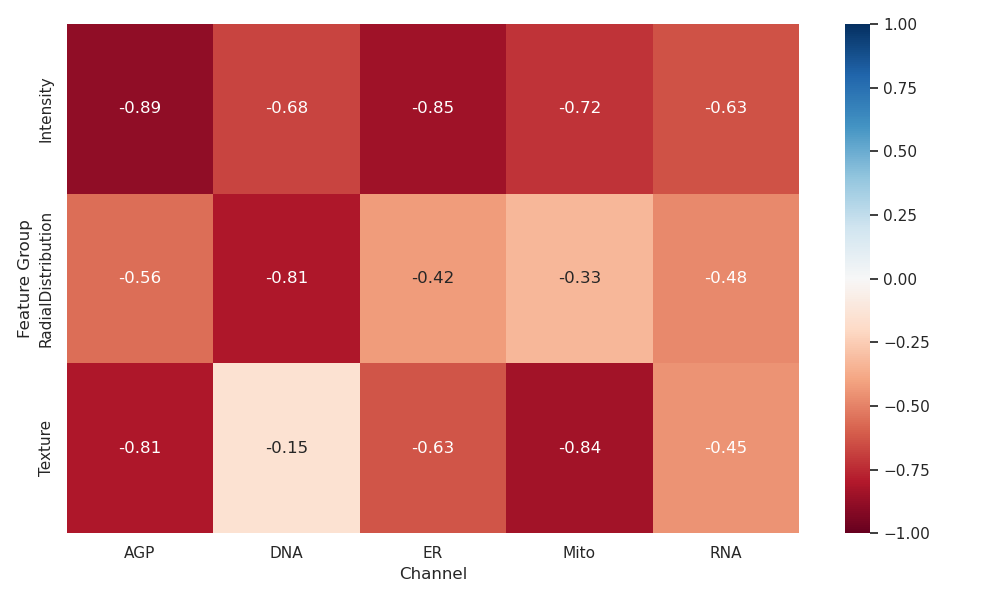 Feature Group
Intensity
RadialDistribution
Texture
-0.89 -0.68 -0.85 -0.72 -0.63
-0.56 -0.81 -0.42 -0.33 -0.48
-0.81 -0.15 -0.63 -0.84 -0.45
AGP DNA ER Mito RNA
Channel
1.00
0.75
0.50
0.25
0.00
−0.25
−0.50
−0.75
−1.00